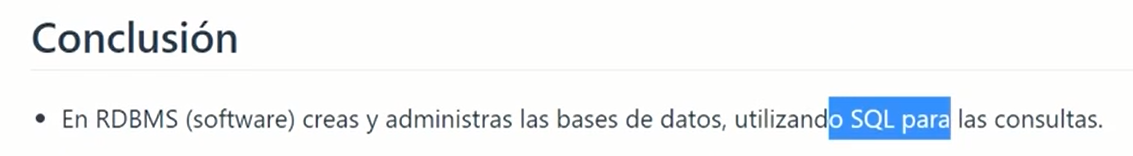 Conclusión
• En RDBMS (software) creas y administras las bases de datos, utilizando SQL para las consultas.